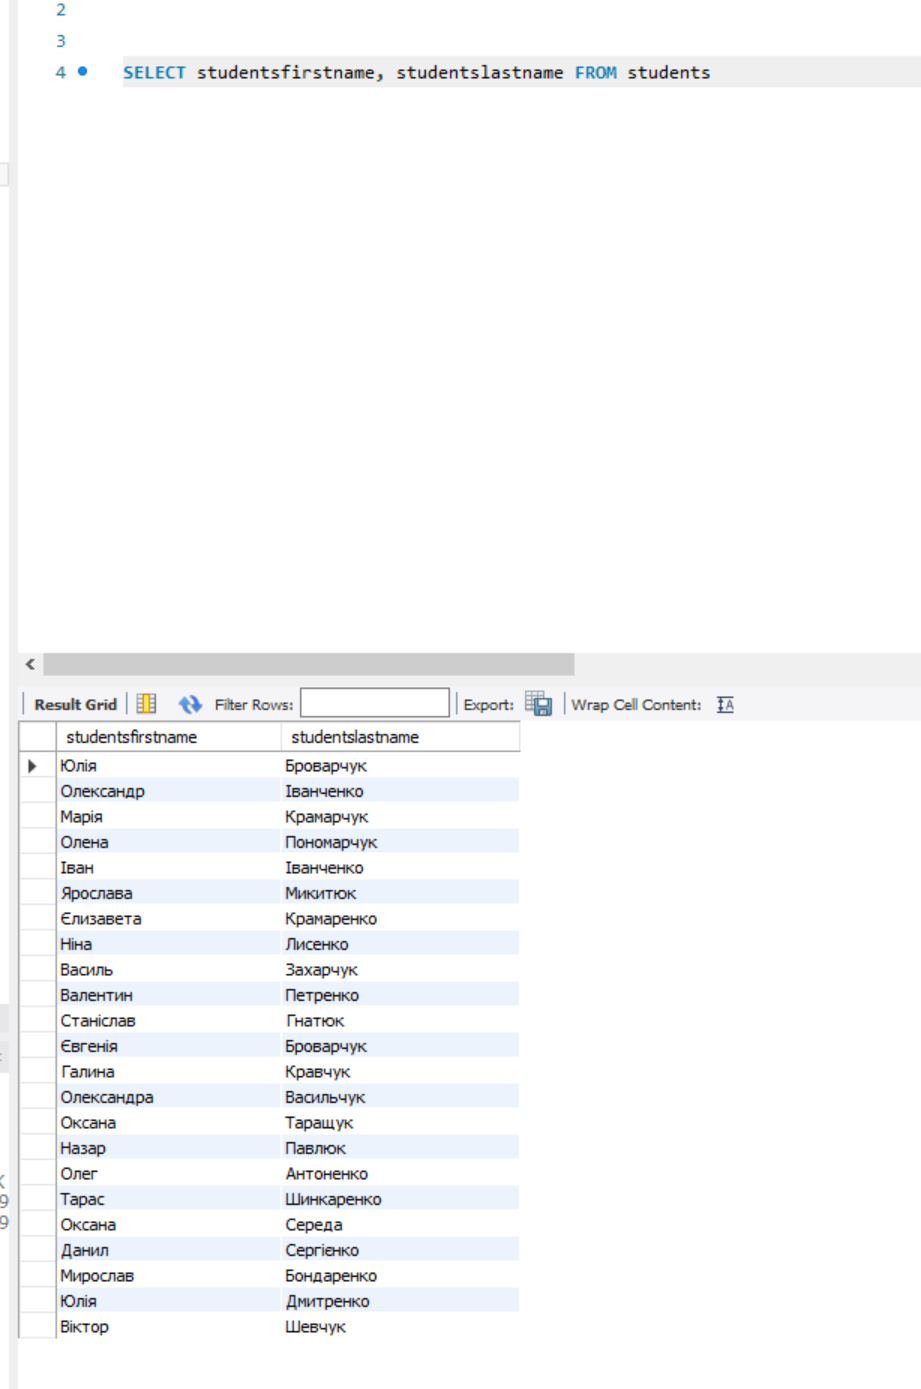 2
3
4 SELECT studentsfirstname, studentslastname FROM students
Result Grid Filter Rows: Export: Wrap Cell Content:
studentsfirstname studentslastname
Юлія Броварчук
Олександр Іванченко
Марія Крамарчук
Олена Пономарчук
Іван Іванченко
Ярослава Микитюк
Єлизавета Крамаренко
Ніна Лисенко
Василь Захарчук
Валентин Петренко
Станіслав Гнатюк
Євгенія Броварчук
Галина Кравчук
Олександра Васильчук
Оксана Таращук
Назар Павлюк
Олег Антоненко
Тарас Шинкаренко
Оксана Середа
Данил Сергієнко
Мирослав Бондаренко
Юлія Дмитренко
Віктор Шевчук
9
9